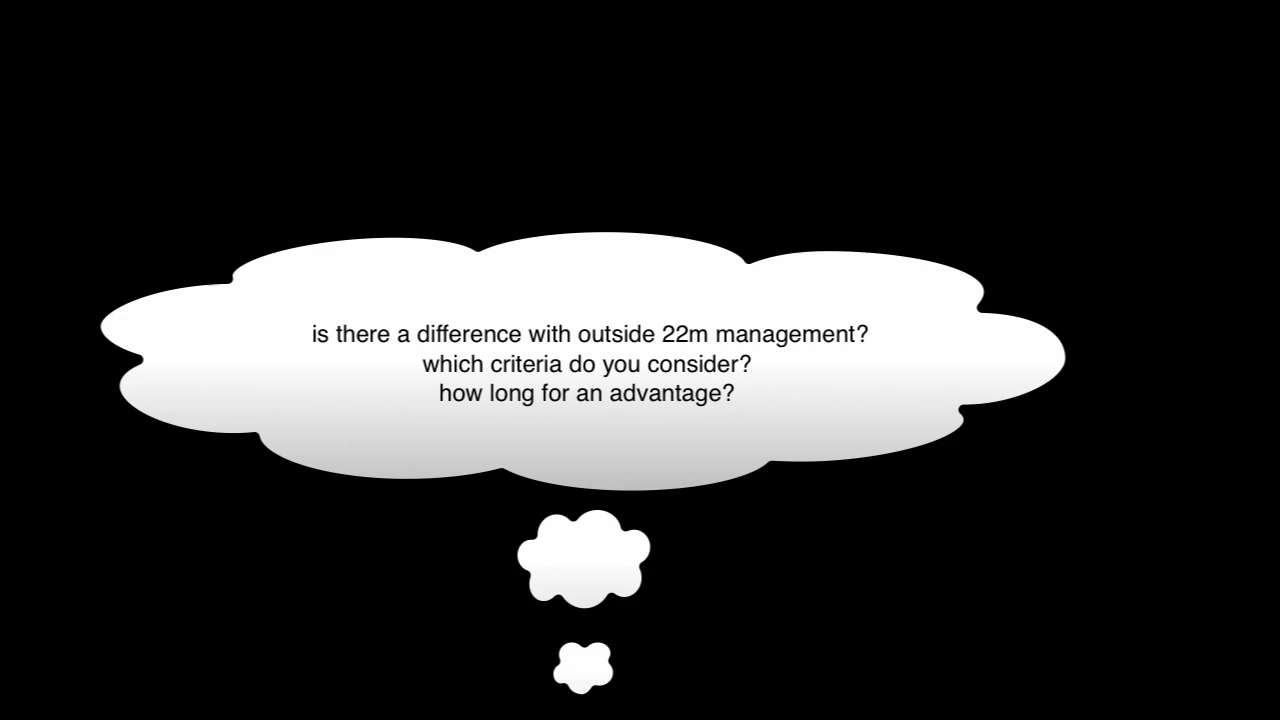 is there a difference with outside 22m management?
which criteria do you consider?
how long for an advantage?